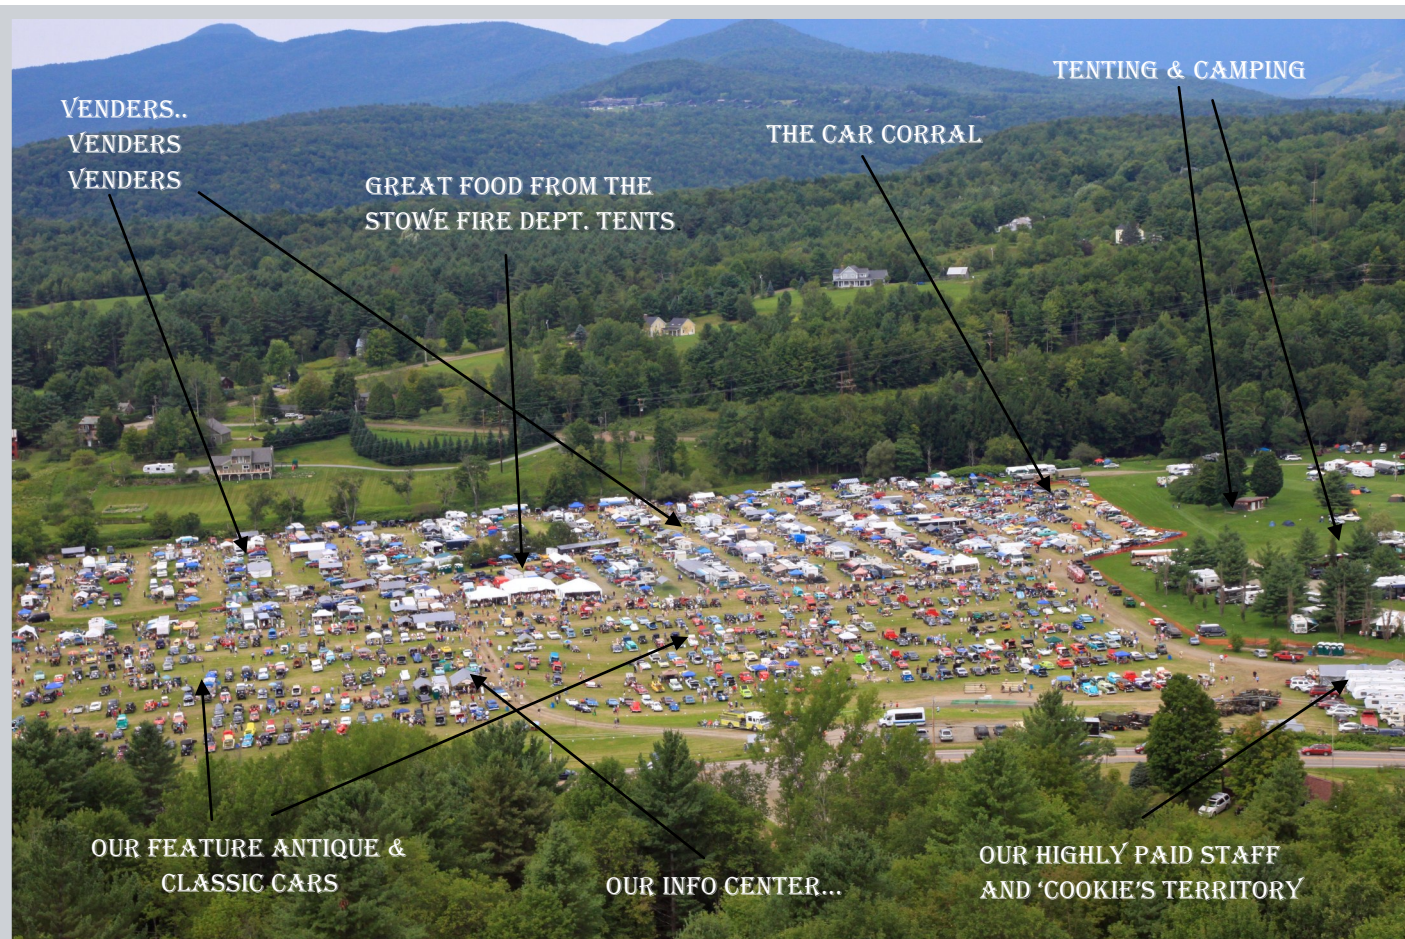 TENTING & CAMPING
VENDERS..
VENDERS
VENDERS
THE CAR CORRAL
GREAT FOOD FROM THE
STOWE FIRE DEPT. TENTS.
OUR FEATURE ANTIQUE &
CLASSIC CARS
OUR INFO CENTER...
OUR HIGHLY PAID STAFF
AND ‘COOKIE’S TERRITORY